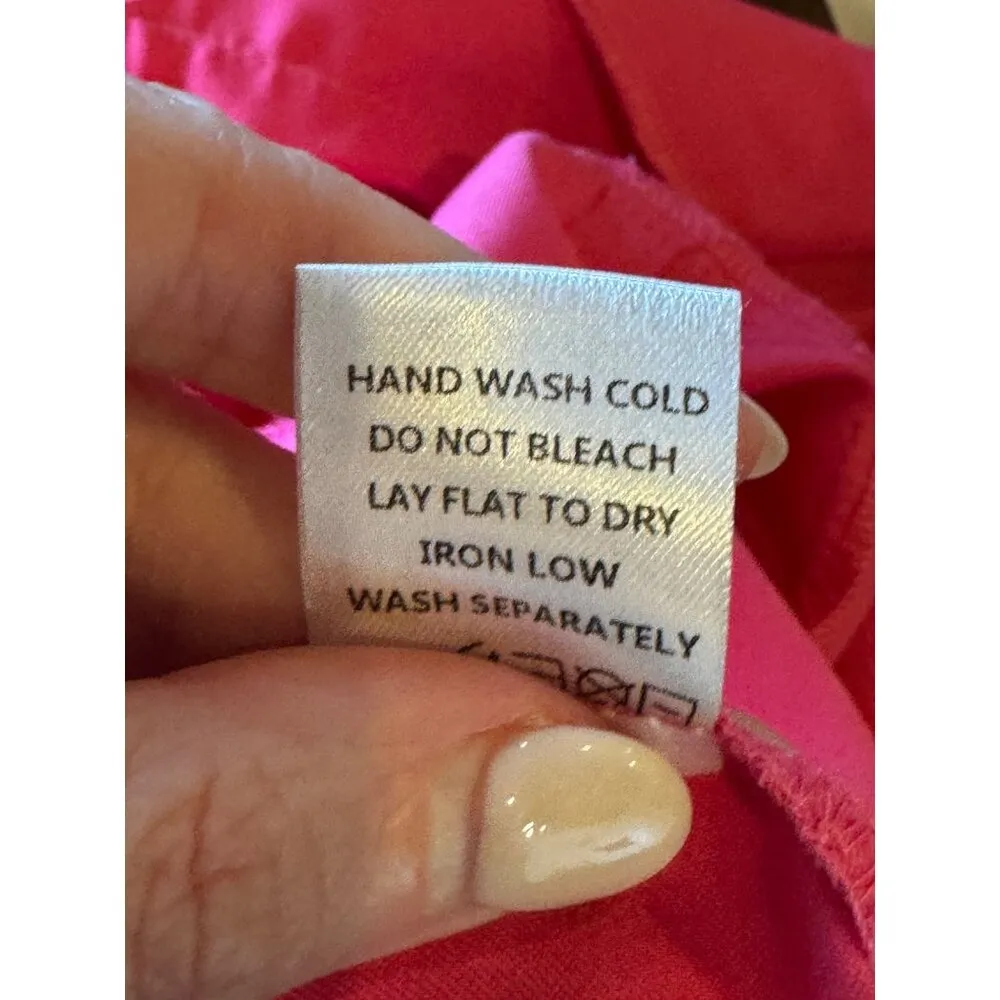 HAND WASH COLD
DO NOT BLEACH
LAY FLAT TO DRY
IRON LOW
WASH SEPARATELY